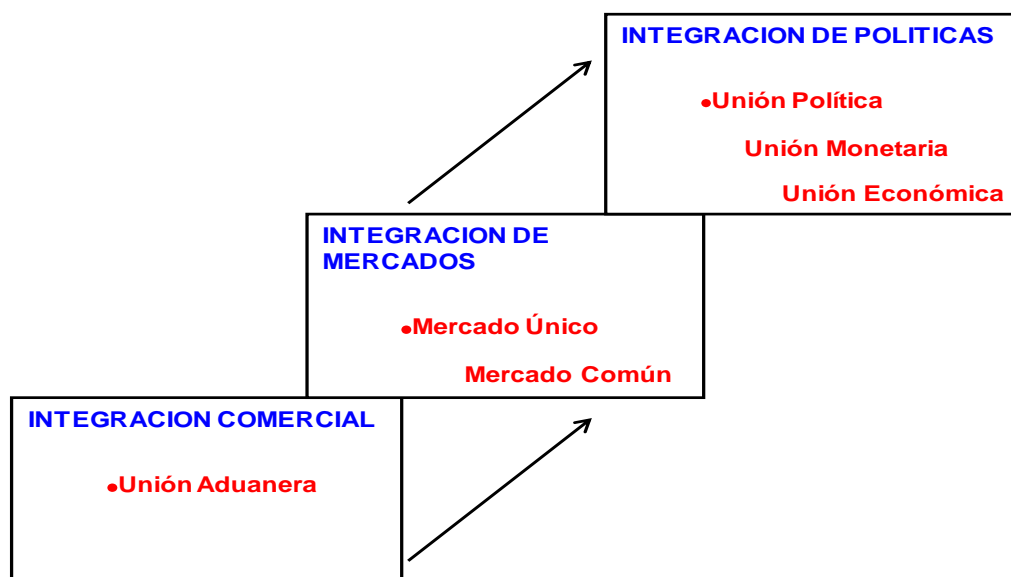 INTEGRACION DE POLITICAS
•Unión Política
Unión Monetaria
Unión Económica
INTEGRACION DE
MERCADOS
•Mercado Único
Mercado Común
INTEGRACION COMERCIAL
•Unión Aduanera